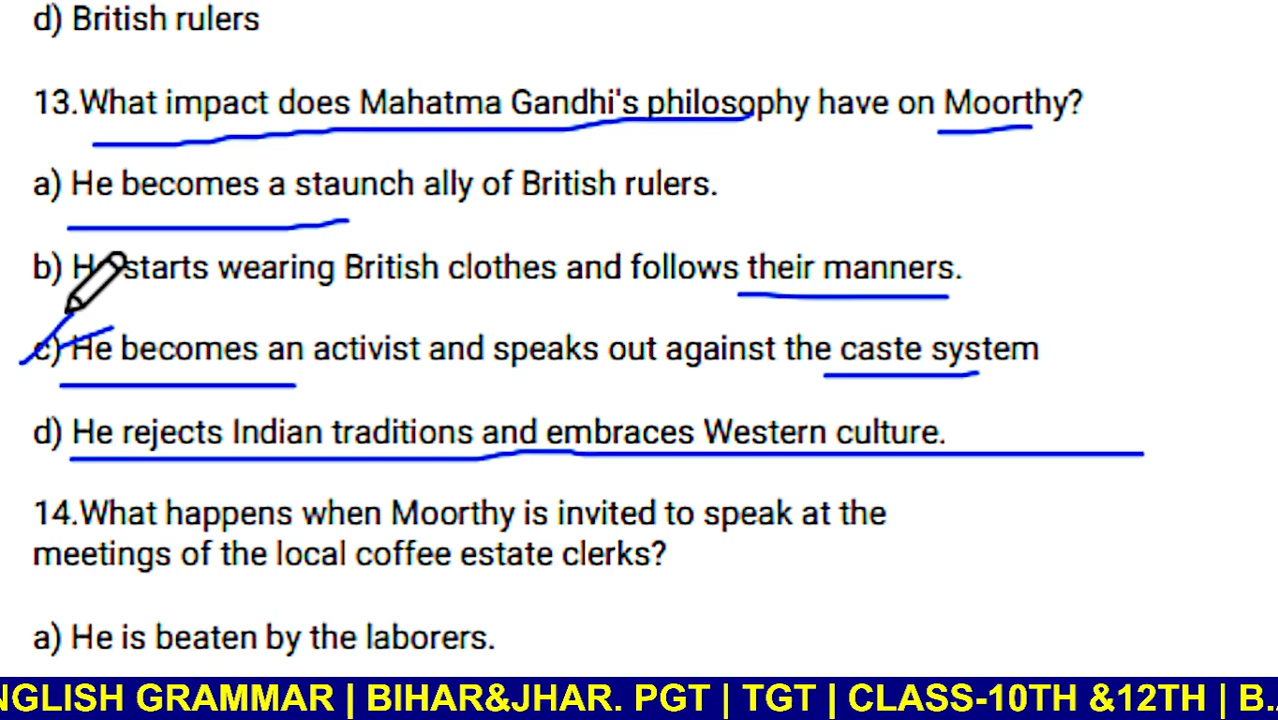 d) British rulers
13.What impact does Mahatma Gandhi's philosophy have on Moorthy?
a) He becomes a staunch ally of British rulers.
b) He starts wearing British clothes and follows their manners.
c) He becomes an activist and speaks out against the caste system
d) He rejects Indian traditions and embraces Western culture.
14.What happens when Moorthy is invited to speak at the
meetings of the local coffee estate clerks?
a) He is beaten by the laborers.
NGLISH GRAMMAR | BIHAR&JHAR. PGT | TGT | CLASS-10TH &12TH | B.